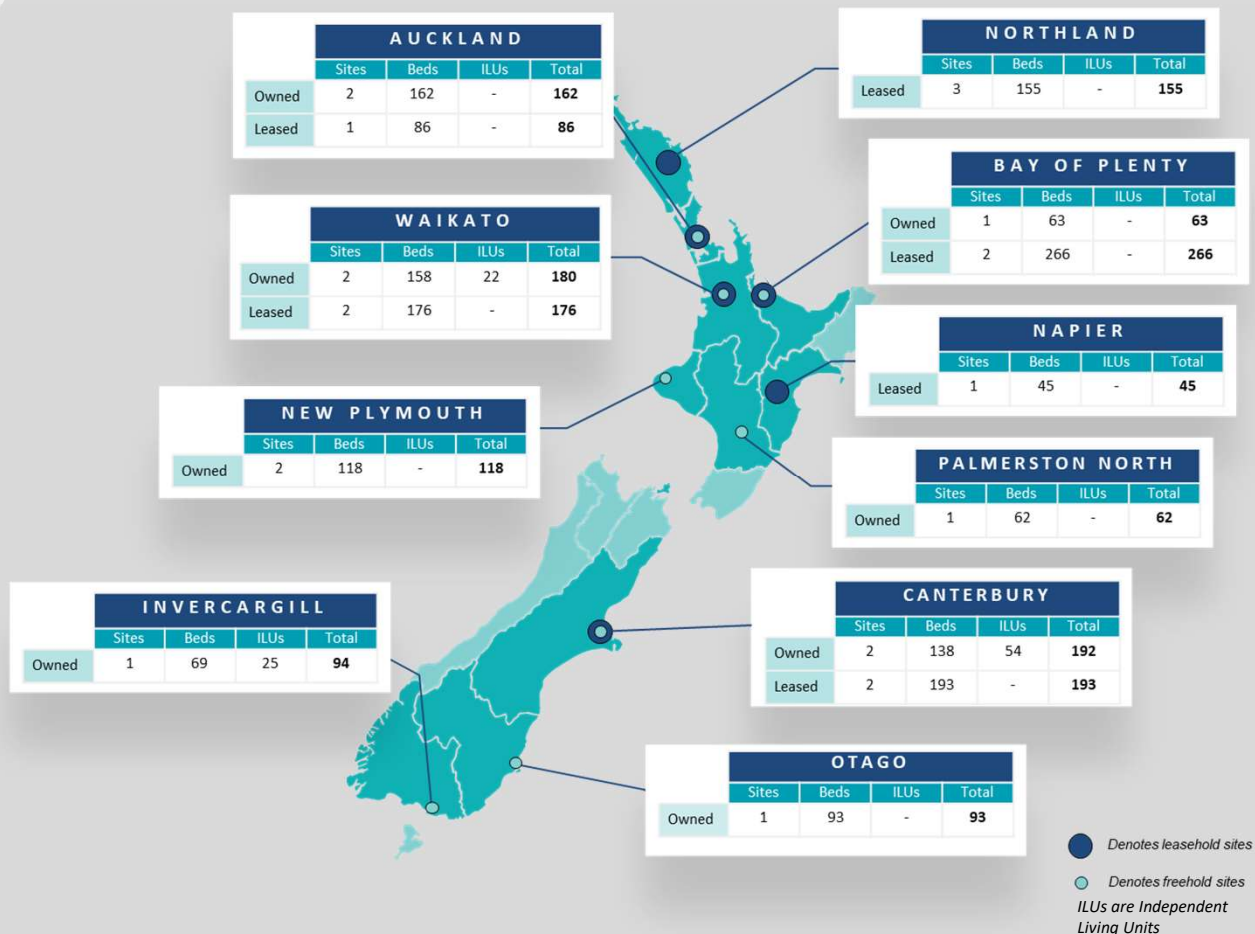 AUCKLAND
Sites Beds ILUs Total
Owned 2 162 - 162
Leased 1 86 - 86
NORTHLAND
Sites Beds ILUs Total
Leased 3 155 - 155
BAY OF PLENTY
Sites Beds ILUs Total
Owned 1 63 - 63
Leased 2 266 - 266
WAIKATO
Sites Beds ILUs Total
Owned 2 158 22 180
Leased 2 176 - 176
NAPIER
Sites Beds ILUs Total
Leased 1 45 - 45
NEW PLYMOUTH
Sites Beds ILUs Total
Owned 2 118 - 118
PALMERSTON NORTH
Sites Beds ILUs Total
Owned 1 62 - 62
INVERCARGILL
Sites Beds ILUs Total
Owned 1 69 25 94
CANTERBURY
Sites Beds ILUs Total
Owned 2 138 54 192
Leased 2 193 - 193
OTAGO
Sites Beds ILUs Total
Owned 1 93 - 93
Denotes leasehold sites
Denotes freehold sites
ILUs are Independent
Living Units